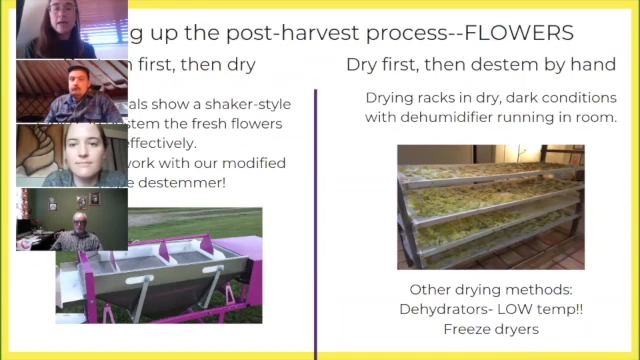 g up the post-harvest process--FLOWERS
first, then dry
als show a shaker-style
stem the fresh flowers
effectively.
work with our modified
destemmer!
Dry first, then destem by hand
Drying racks in dry, dark conditions
with dehumidifier running in room.
Other drying methods:
Dehydrators- LOW temp!!
Freeze dryers